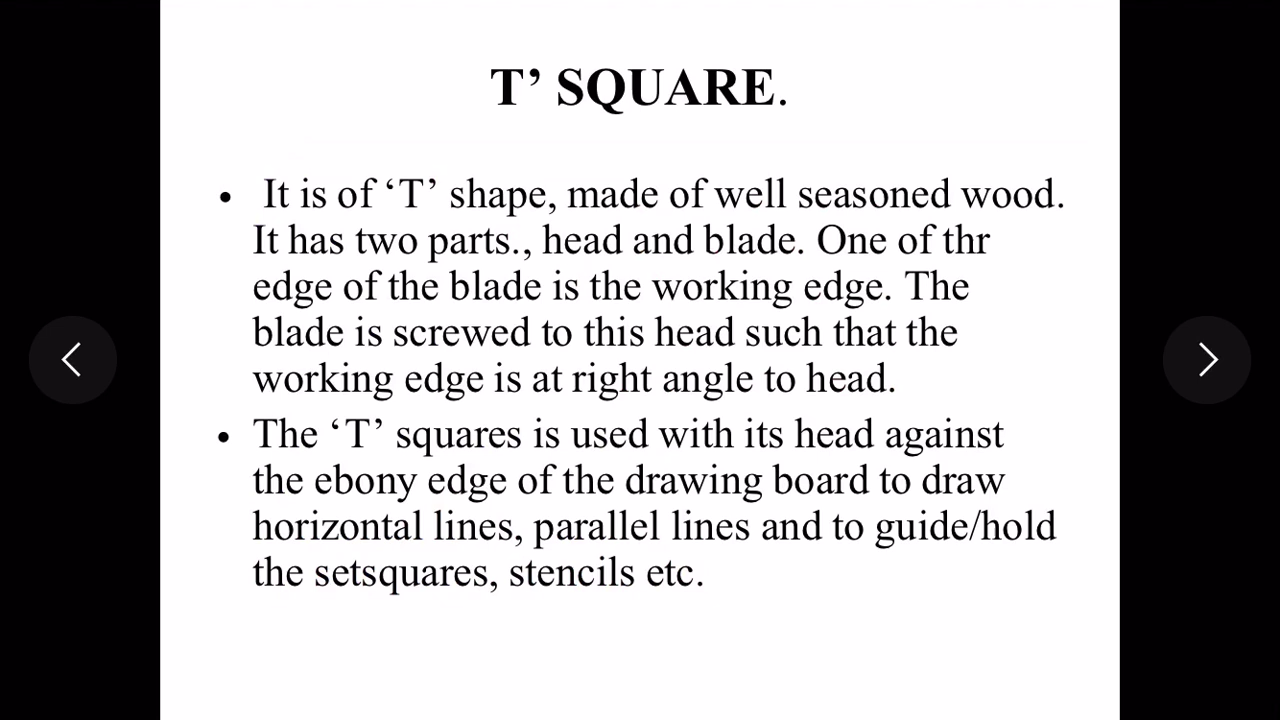 T’ SQUARE.
• It is of ‘T’ shape, made of well seasoned wood.
It has two parts., head and blade. One of thr
edge of the blade is the working edge. The
blade is screwed to this head such that the
working edge is at right angle to head.
• The ‘T’ squares is used with its head against
the ebony edge of the drawing board to draw
horizontal lines, parallel lines and to guide/hold
the setsquares, stencils etc.